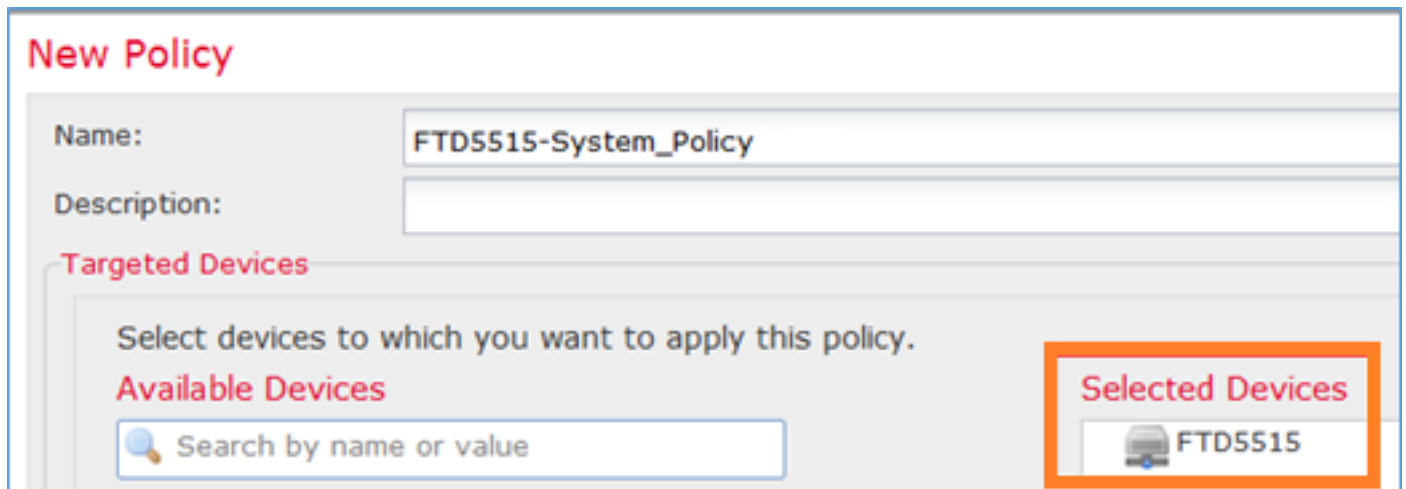 New Policy
Name:
FTD5515-System_Policy
Description:
Targeted Devices
Select devices to which you want to apply this policy.
Available Devices
Search by name or value
Selected Devices
FTD5515